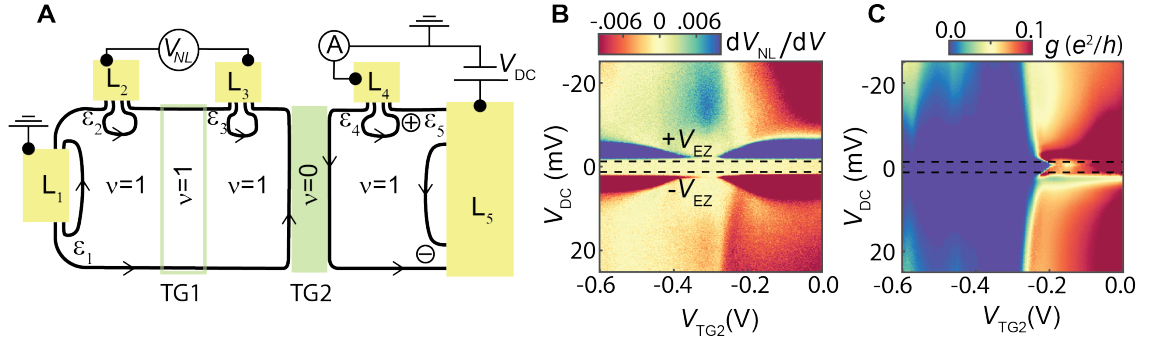 A
V_NL
A
V_DC
L_2
L_3
L_4
ε_2
ε_3
ε_4
⊕ ε_5
L_1
ν=1
ν=1
ν=1
ν=0
ν=1
L_5
ε_1
⊖
TG1
TG2
B
-.006 0 .006
dV_NL/dV
-20
0
20
V_DC (mV)
+V_EZ
-V_EZ
-0.6 -0.4 -0.2 0.0
V_TG2(V)
C
0.0 0.1
g (e²/h)
-20
0
20
V_DC (mV)
-0.6 -0.4 -0.2 0.0
V_TG2(V)